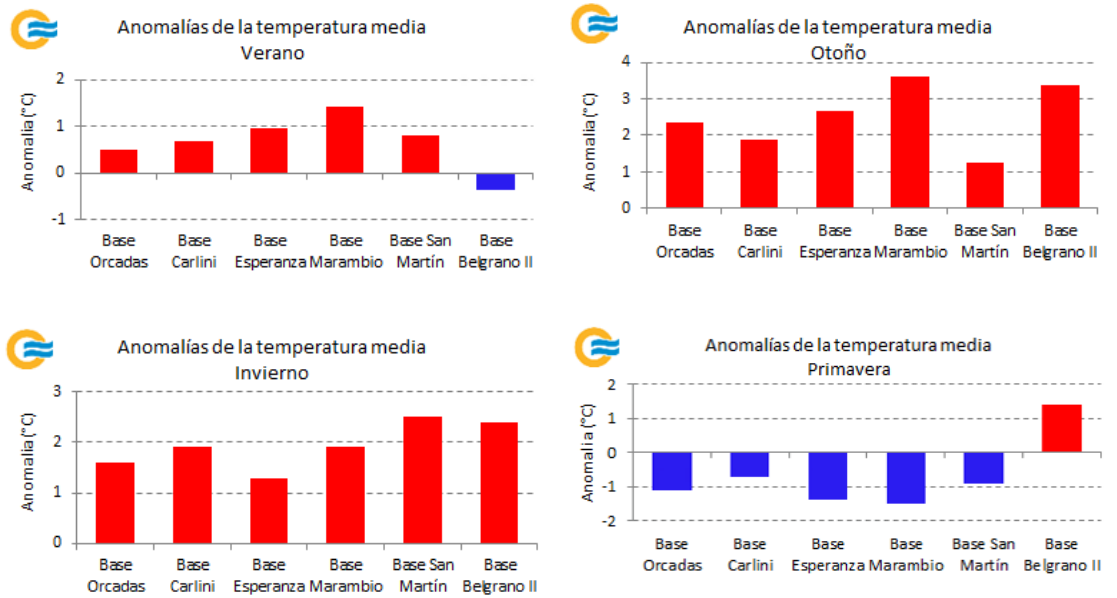 Anomalías de la temperatura media
Verano
Anomalía (°C)
2
1
0
-1
Base Orcadas
Base Carlini
Base Esperanza
Base Marambio
Base San Martín
Base Belgrano II
Anomalías de la temperatura media
Otoño
Anomalía (°C)
4
3
2
1
0
Base Orcadas
Base Carlini
Base Esperanza
Base Marambio
Base San Martín
Base Belgrano II
Anomalías de la temperatura media
Invierno
Anomalía (°C)
3
2
1
0
Base Orcadas
Base Carlini
Base Esperanza
Base Marambio
Base San Martín
Base Belgrano II
Anomalías de la temperatura media
Primavera
Anomalia (°C)
2
1
0
-1
-2
Base Orcadas
Base Carlini
Base Esperanza
Base Marambio
Base San Martín
Base Belgrano II